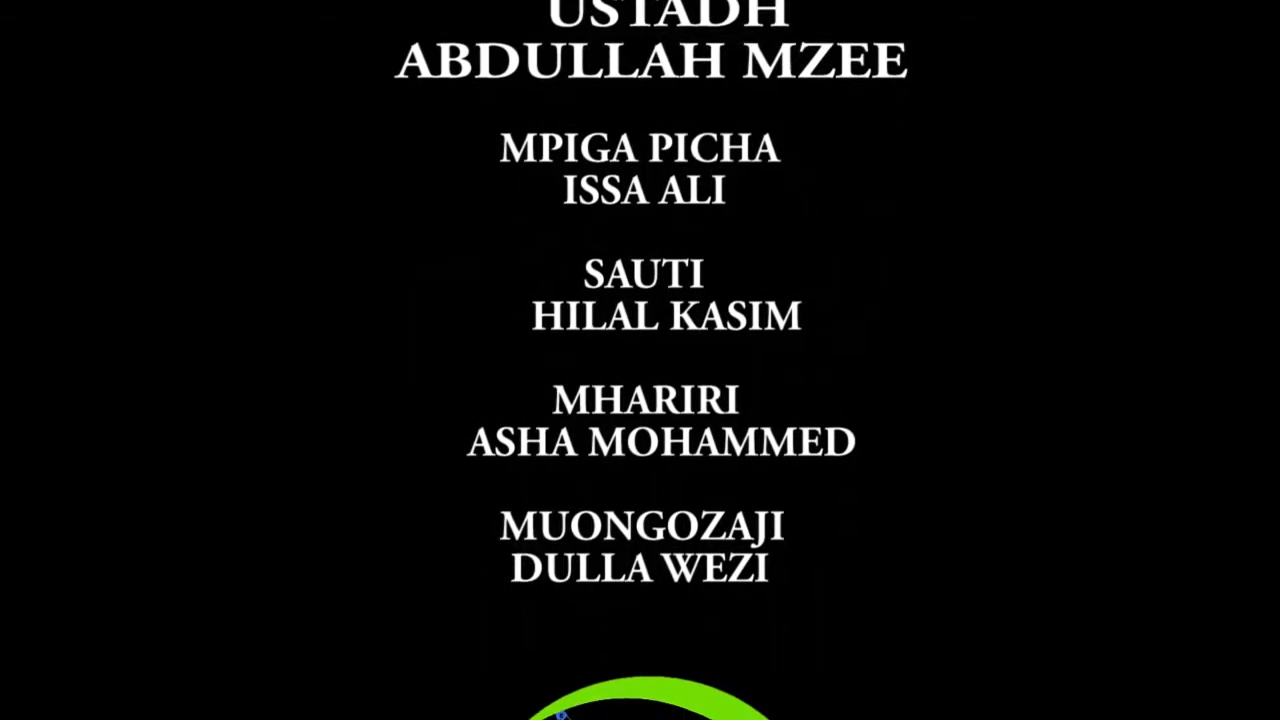 USTADH
ABDULLAH MZEE
MPIGA PICHA
ISSA ALI
SAUTI
HILAL KASIM
MHARIRI
ASHA MOHAMMED
MUONGOZAJI
DULLA WEZI